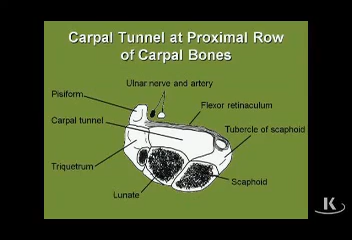 Carpal Tunnel at Proximal Row
of Carpal Bones
Ulnar nerve and artery
Pisiform
Flexor retinaculum
Carpal tunnel
Tubercle of scaphoid
Triquetrum
Scaphoid
Lunate
K